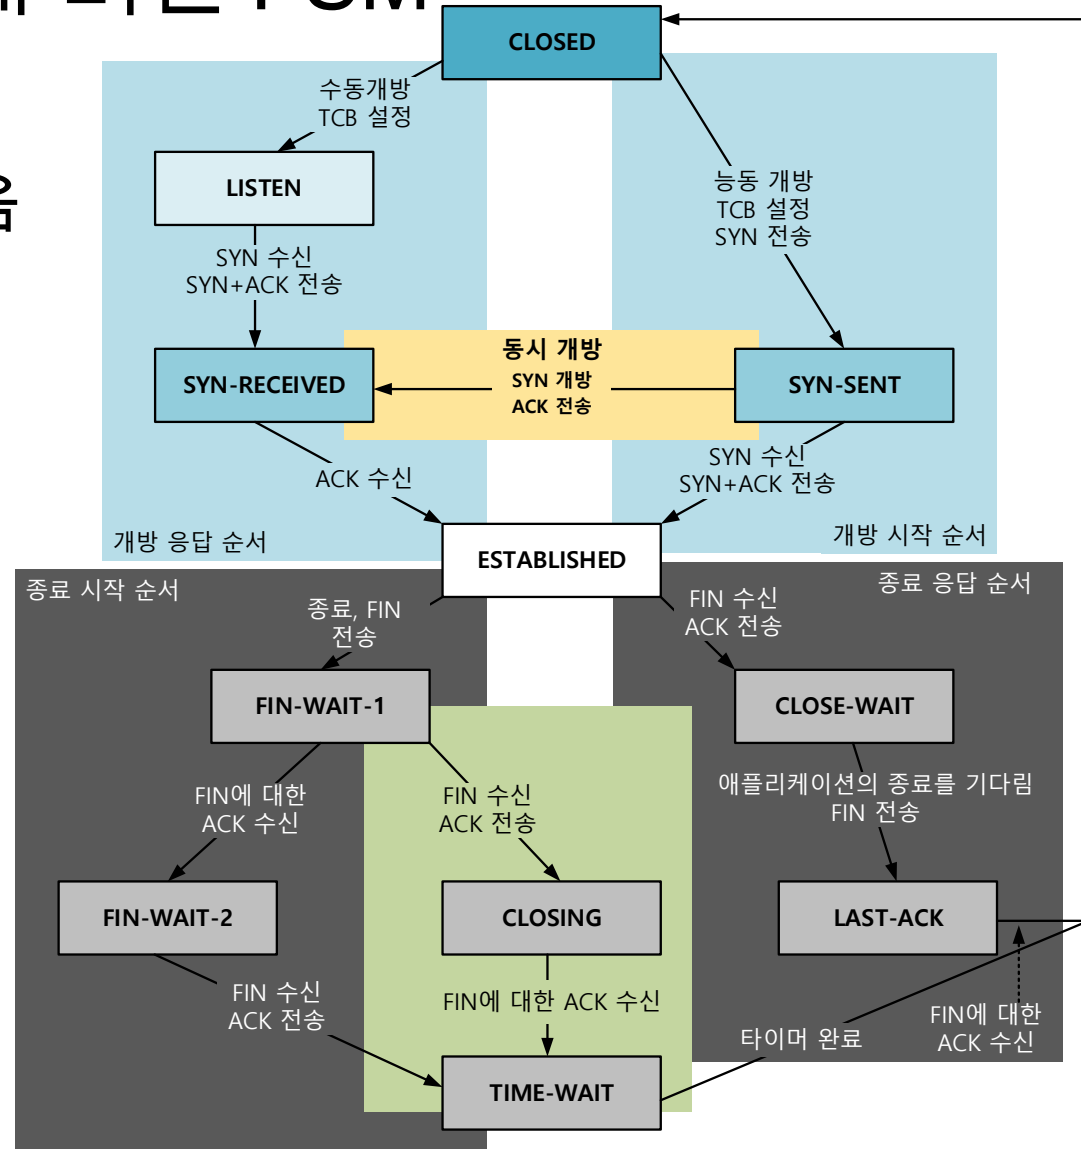 FSM
음
CLOSED
수동개방
TCB 설정
LISTEN
능동 개방
TCB 설정
SYN 전송
SYN 수신
SYN+ACK 전송
동시 개방
SYN 개방
ACK 전송
SYN-RECEIVED
SYN-SENT
ACK 수신
SYN 수신
SYN+ACK 전송
개방 응답 순서
개방 시작 순서
ESTABLISHED
종료 시작 순서
종료 응답 순서
종료, FIN
전송
FIN 수신
ACK 전송
FIN-WAIT-1
CLOSE-WAIT
FIN에 대한
ACK 수신
FIN 수신
ACK 전송
애플리케이션의 종료를 기다림
FIN 전송
FIN-WAIT-2
CLOSING
LAST-ACK
FIN 수신
ACK 전송
FIN에 대한 ACK 수신
타이머 완료
FIN에 대한
ACK 수신
TIME-WAIT